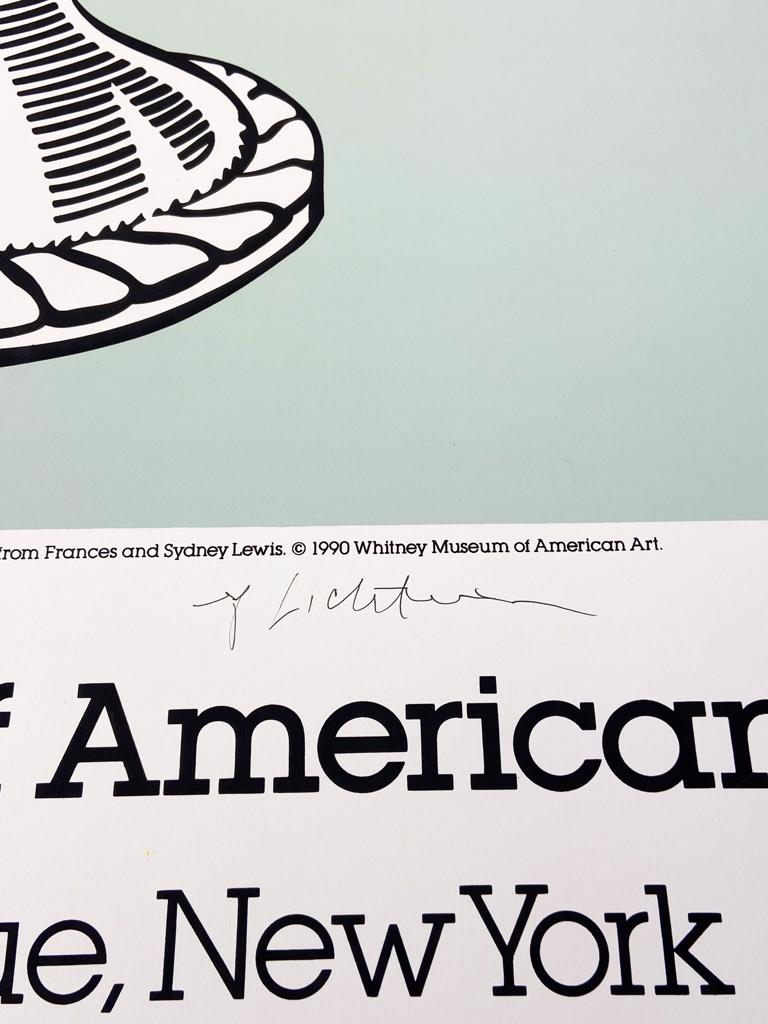 from Frances and Sydney Lewis. © 1990 Whitney Museum of American Art.
f American
ue, New York